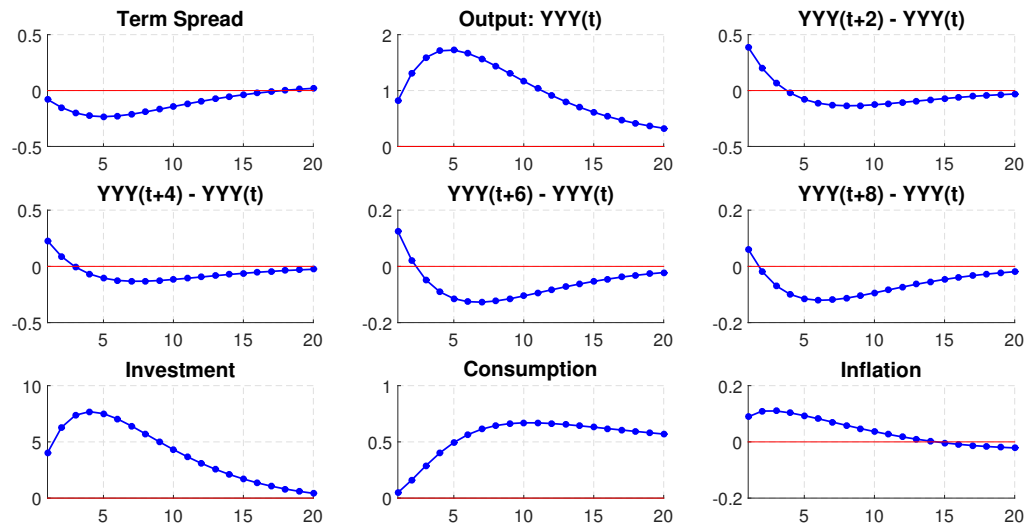 Term Spread
0.5
0
-0.5
5 10 15 20
Output: YYY(t)
2
1
0
5 10 15 20
YYY(t+2) - YYY(t)
0.5
0
-0.5
5 10 15 20
YYY(t+4) - YYY(t)
0.5
0
-0.5
5 10 15 20
YYY(t+6) - YYY(t)
0.2
0
-0.2
5 10 15 20
YYY(t+8) - YYY(t)
0.2
0
-0.2
5 10 15 20
Investment
10
5
0
5 10 15 20
Consumption
1
0.5
0
5 10 15 20
Inflation
0.2
0
-0.2
5 10 15 20